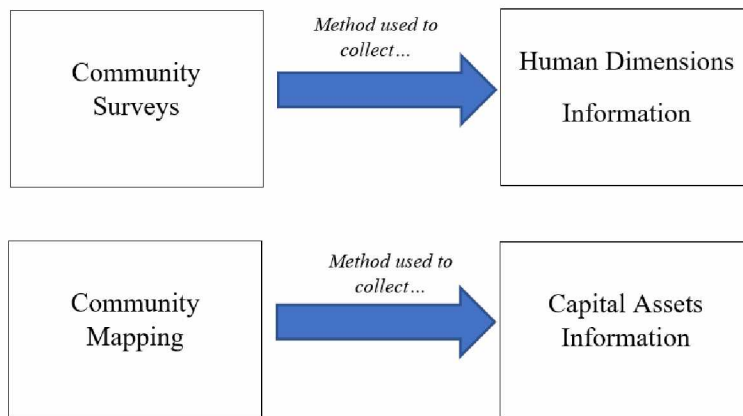 Community
Surveys
Method used to
collect…
Human Dimensions
Information
Community
Mapping
Method used to
collect…
Capital Assets
Information